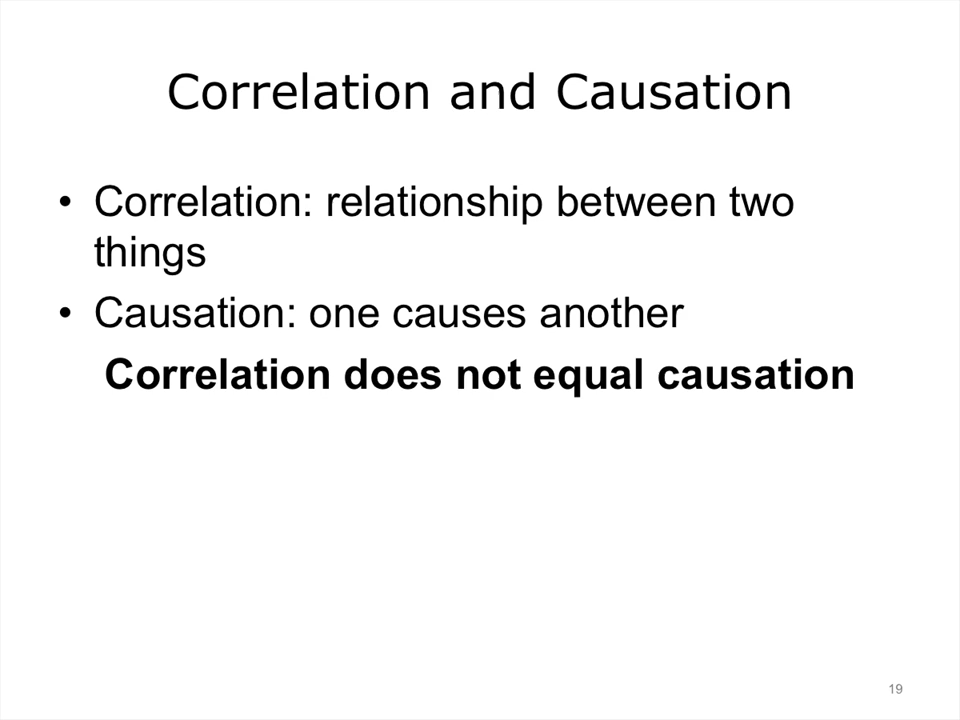 Correlation and Causation
• Correlation: relationship between two
things
• Causation: one causes another
Correlation does not equal causation
19